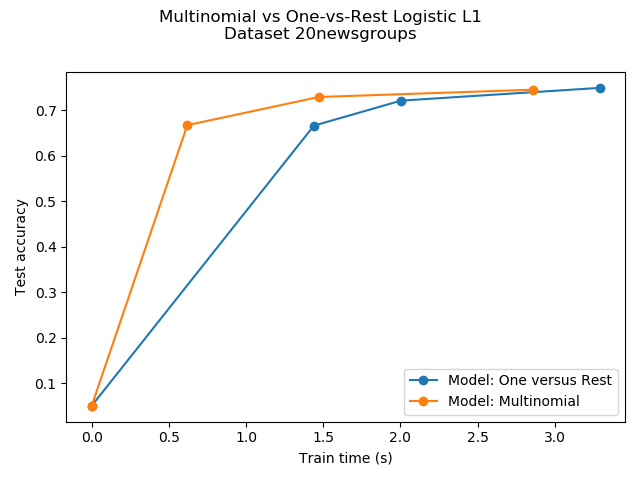 Multinomial vs One-vs-Rest Logistic L1
Dataset 20newsgroups
0.7
0.6
0.5
0.4
0.3
0.2
0.1
Test accuracy
Model: One versus Rest
Model: Multinomial
0.0 0.5 1.0 1.5 2.0 2.5 3.0
Train time (s)